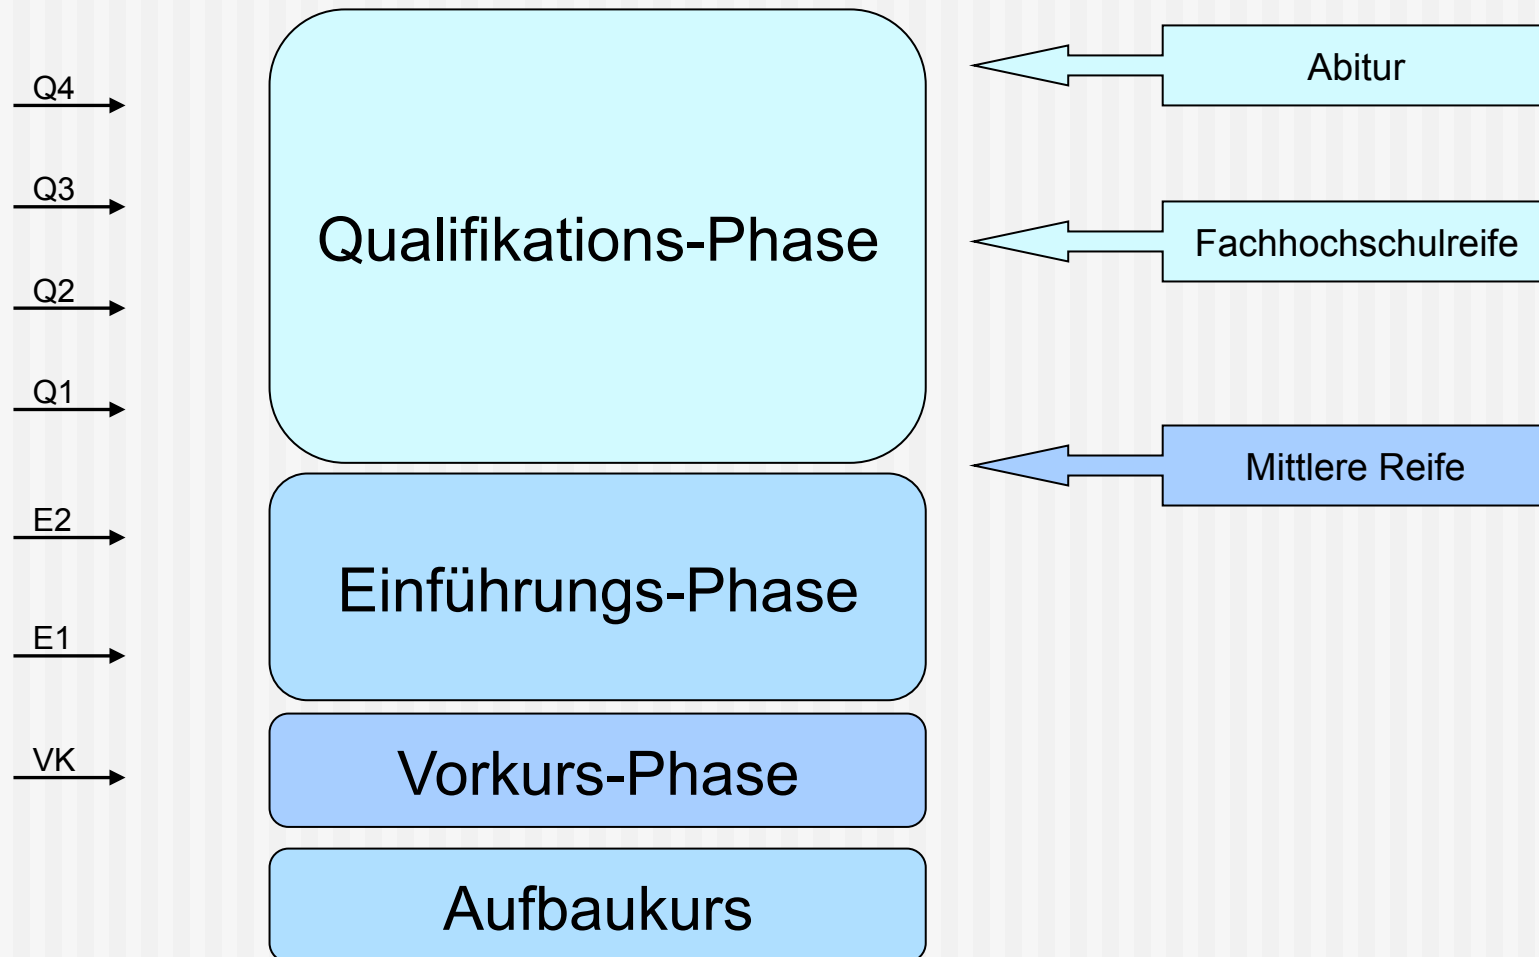 Q4
Q3
Q2
Q1
E2
E1
VK
Qualifikations-Phase
Einführungs-Phase
Vorkurs-Phase
Aufbaukurs
Abitur
Fachhochschulreife
Mittlere Reife